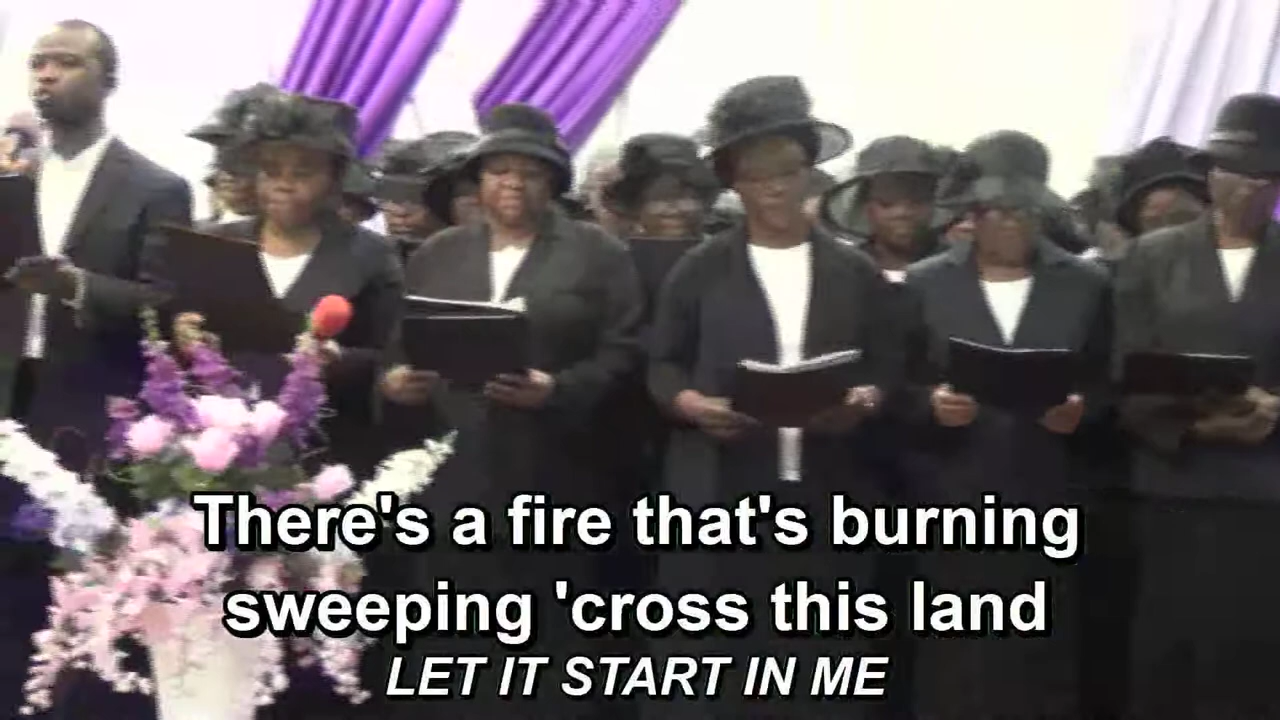 There's a fire that's burning
sweeping 'cross this land
LET IT START IN ME